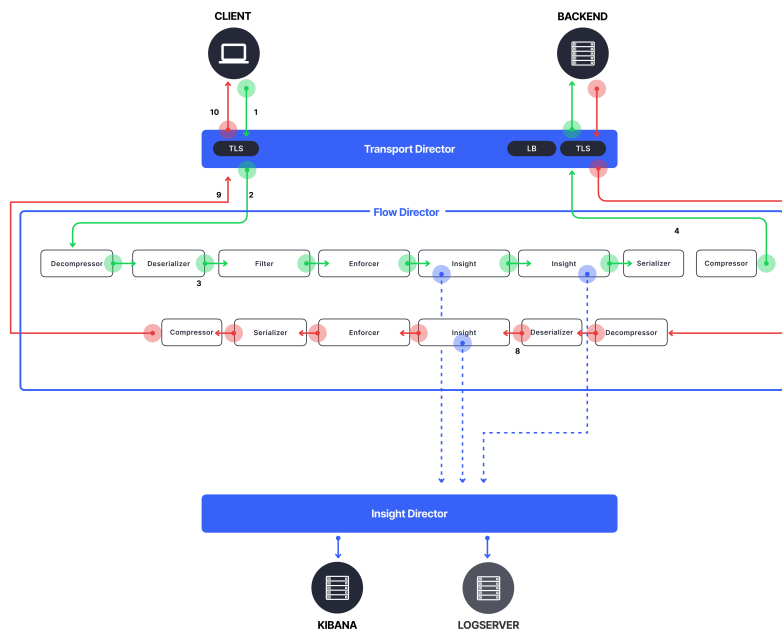 CLIENT
BACKEND
10
1
TLS
Transport Director
LB
TLS
9
2
Flow Director
4
Decompressor
Deserializer
Filter
Enforcer
Insight
Insight
Serializer
Compressor
3
Compressor
Serializer
Enforcer
Insight
Deserializer
Decompressor
8
Insight Director
KIBANA
LOGSERVER